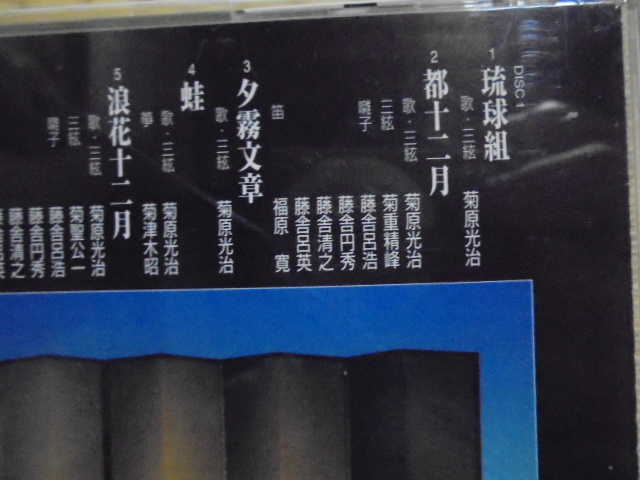 DISC 1
1
琉球組
歌・三絃 菊原光治
2
都十二月
歌・三絃 菊原光治
三絃 菊重精峰
囃子 藤舎呂浩
藤舎円秀
藤舎清之
藤舎呂英
笛 福原 寛
3
夕霧文章
歌・三絃 菊原光治
4
蛙
歌・三絃 菊原光治
箏 菊津木昭
5
浪花十二月
歌・三絃 菊原光治
三絃 菊聖公一
囃子 藤舎呂浩
藤舎円秀
藤舎清之